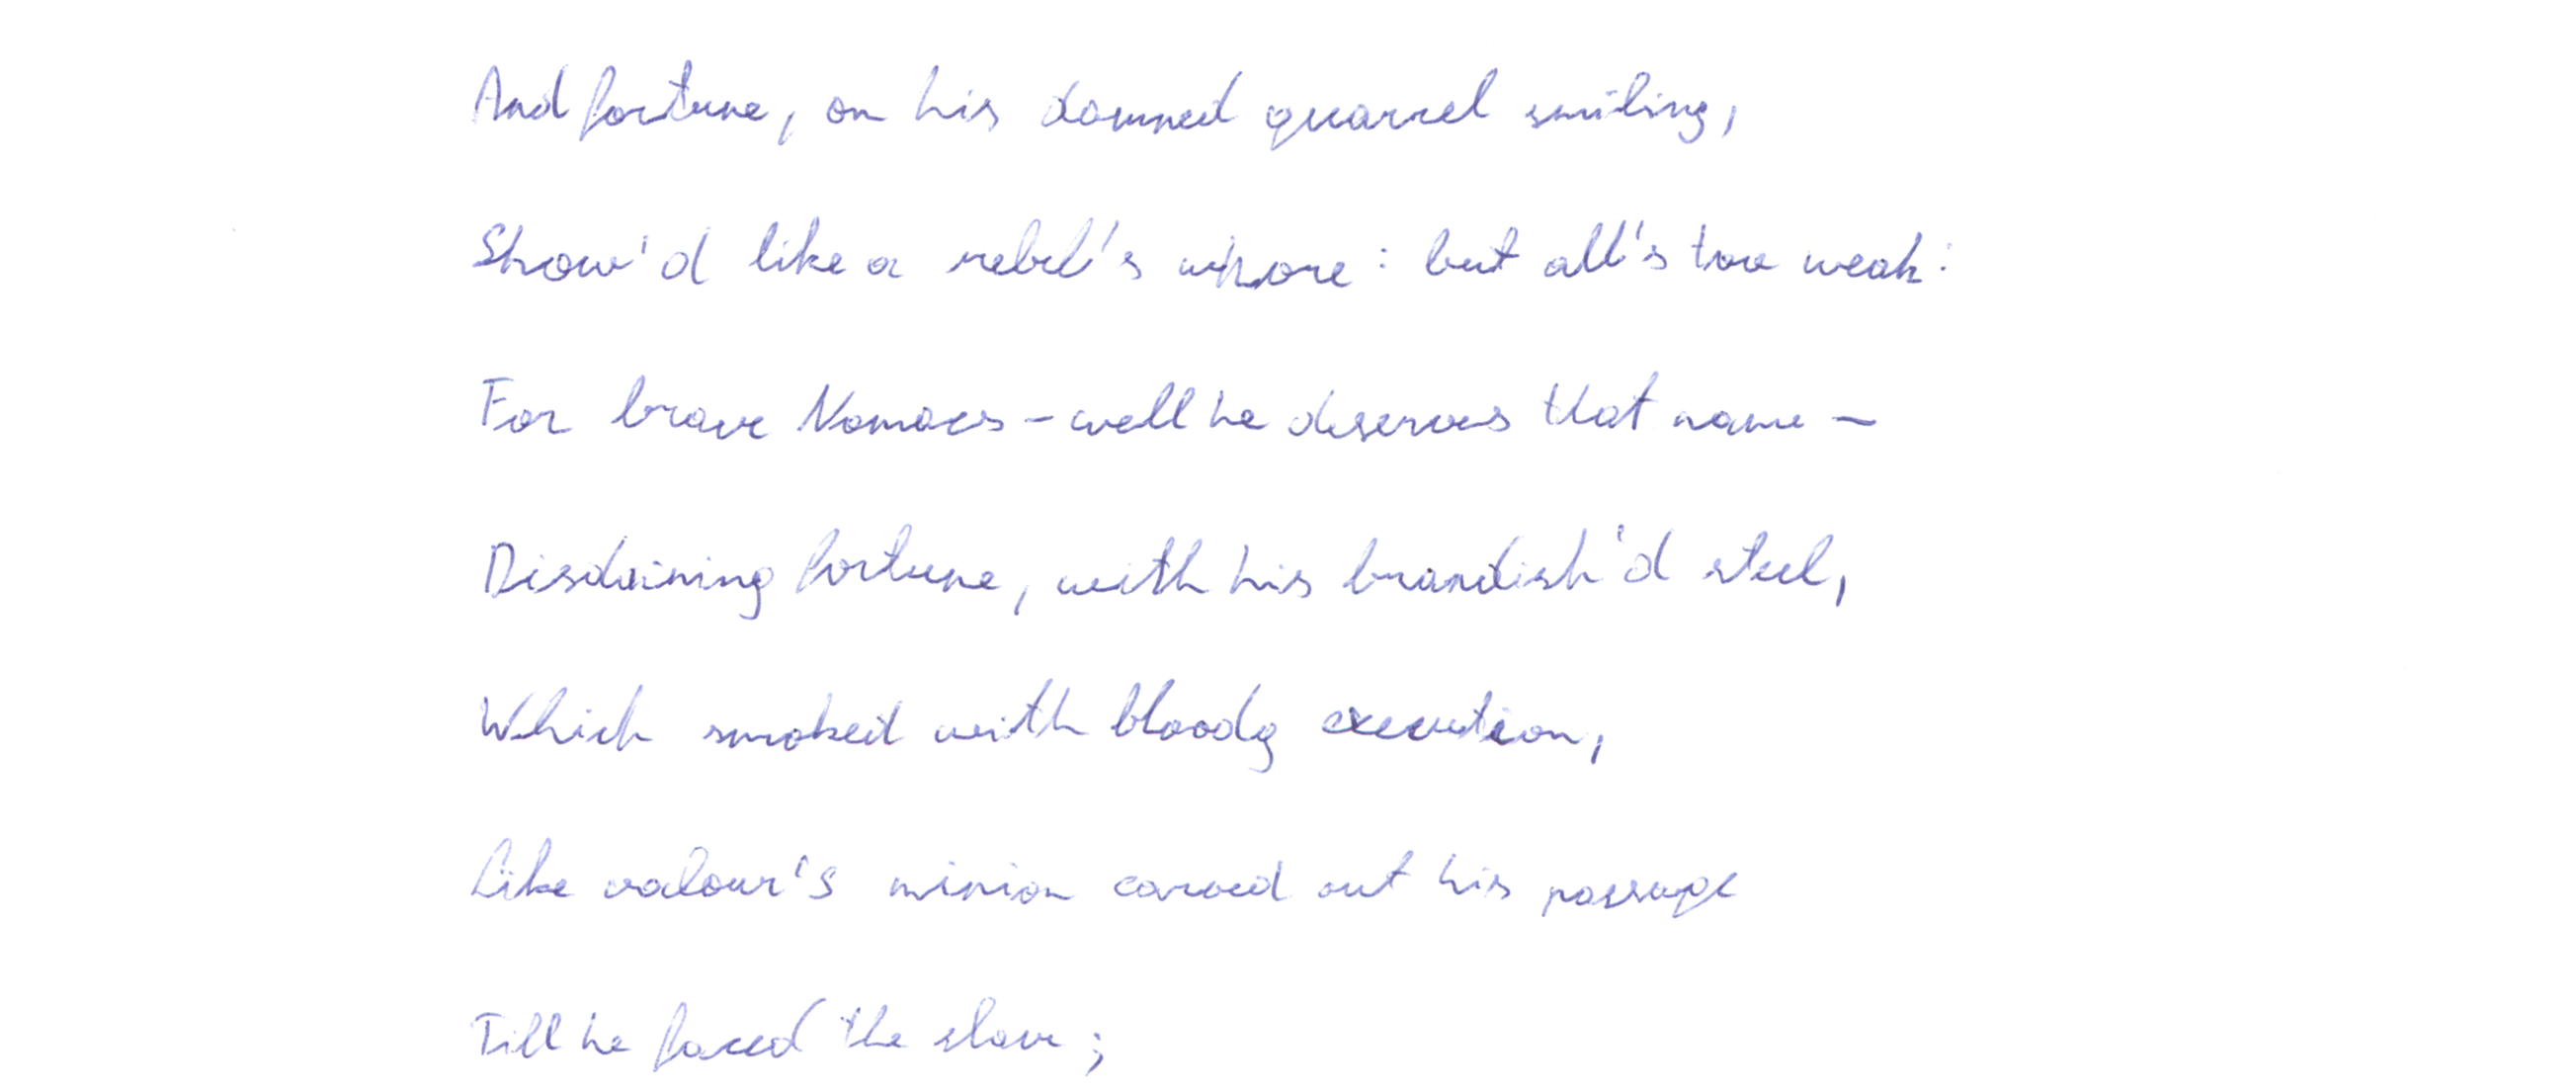 And fortune, on his damned quarrel smiling,
Show'd like a rebel's whore : but all's too weak :
For brave Nomacs - well he deserves that name -
Disdaining fortune, with his brandish'd steel,
Which smoked with bloody execution,
Like valour's minion carved out his passage
Till he faced the slave ;